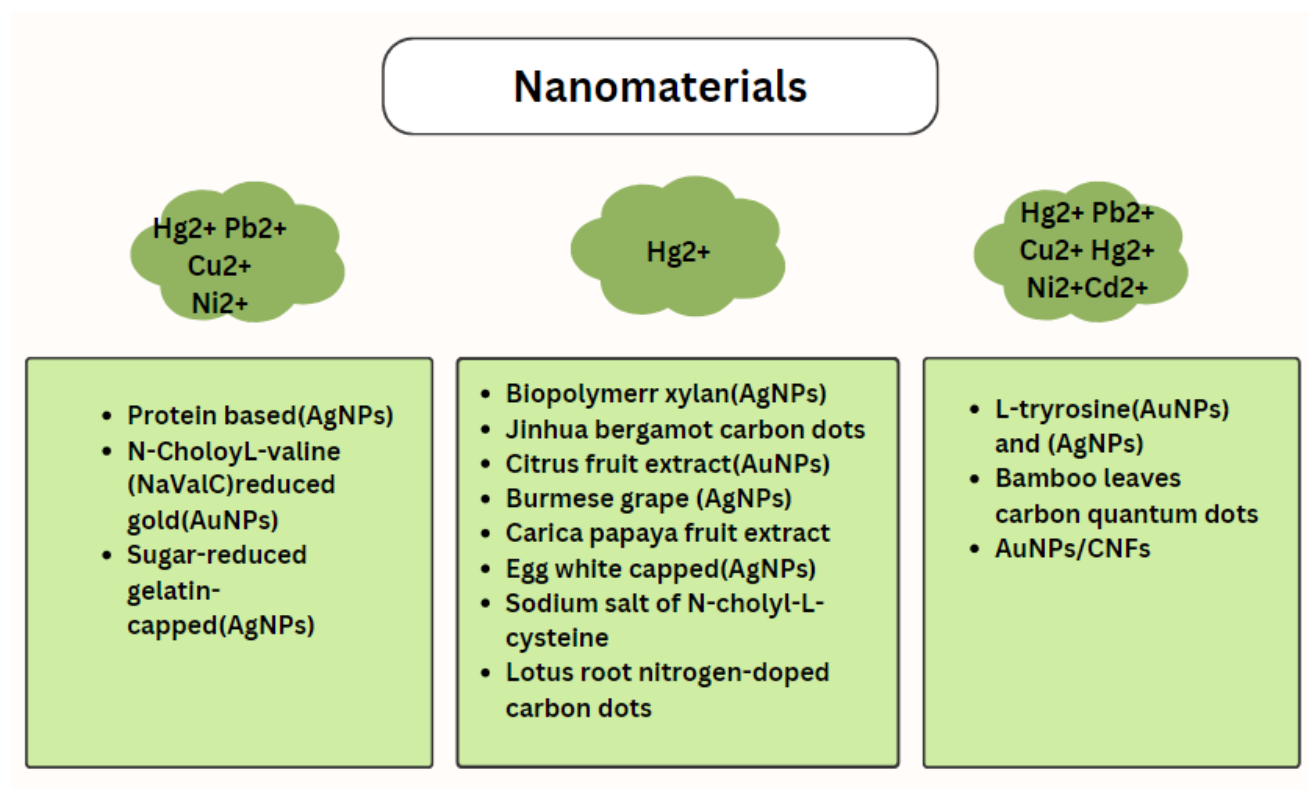 Nanomaterials
Hg2+ Pb2+
Cu2+
Ni2+
Hg2+
Hg2+ Pb2+
Cu2+ Hg2+
Ni2+Cd2+
• Protein based(AgNPs)
• N-CholoyL-valine
(NaValC)reduced
gold(AuNPs)
• Sugar-reduced
gelatin-
capped(AgNPs)
• Biopolymerr xylan(AgNPs)
• Jinhua bergamot carbon dots
• Citrus fruit extract(AuNPs)
• Burmese grape (AgNPs)
• Carica papaya fruit extract
• Egg white capped(AgNPs)
• Sodium salt of N-cholyl-L-
cysteine
• Lotus root nitrogen-doped
carbon dots
• L-tryrosine(AuNPs)
and (AgNPs)
• Bamboo leaves
carbon quantum dots
• AuNPs/CNFs